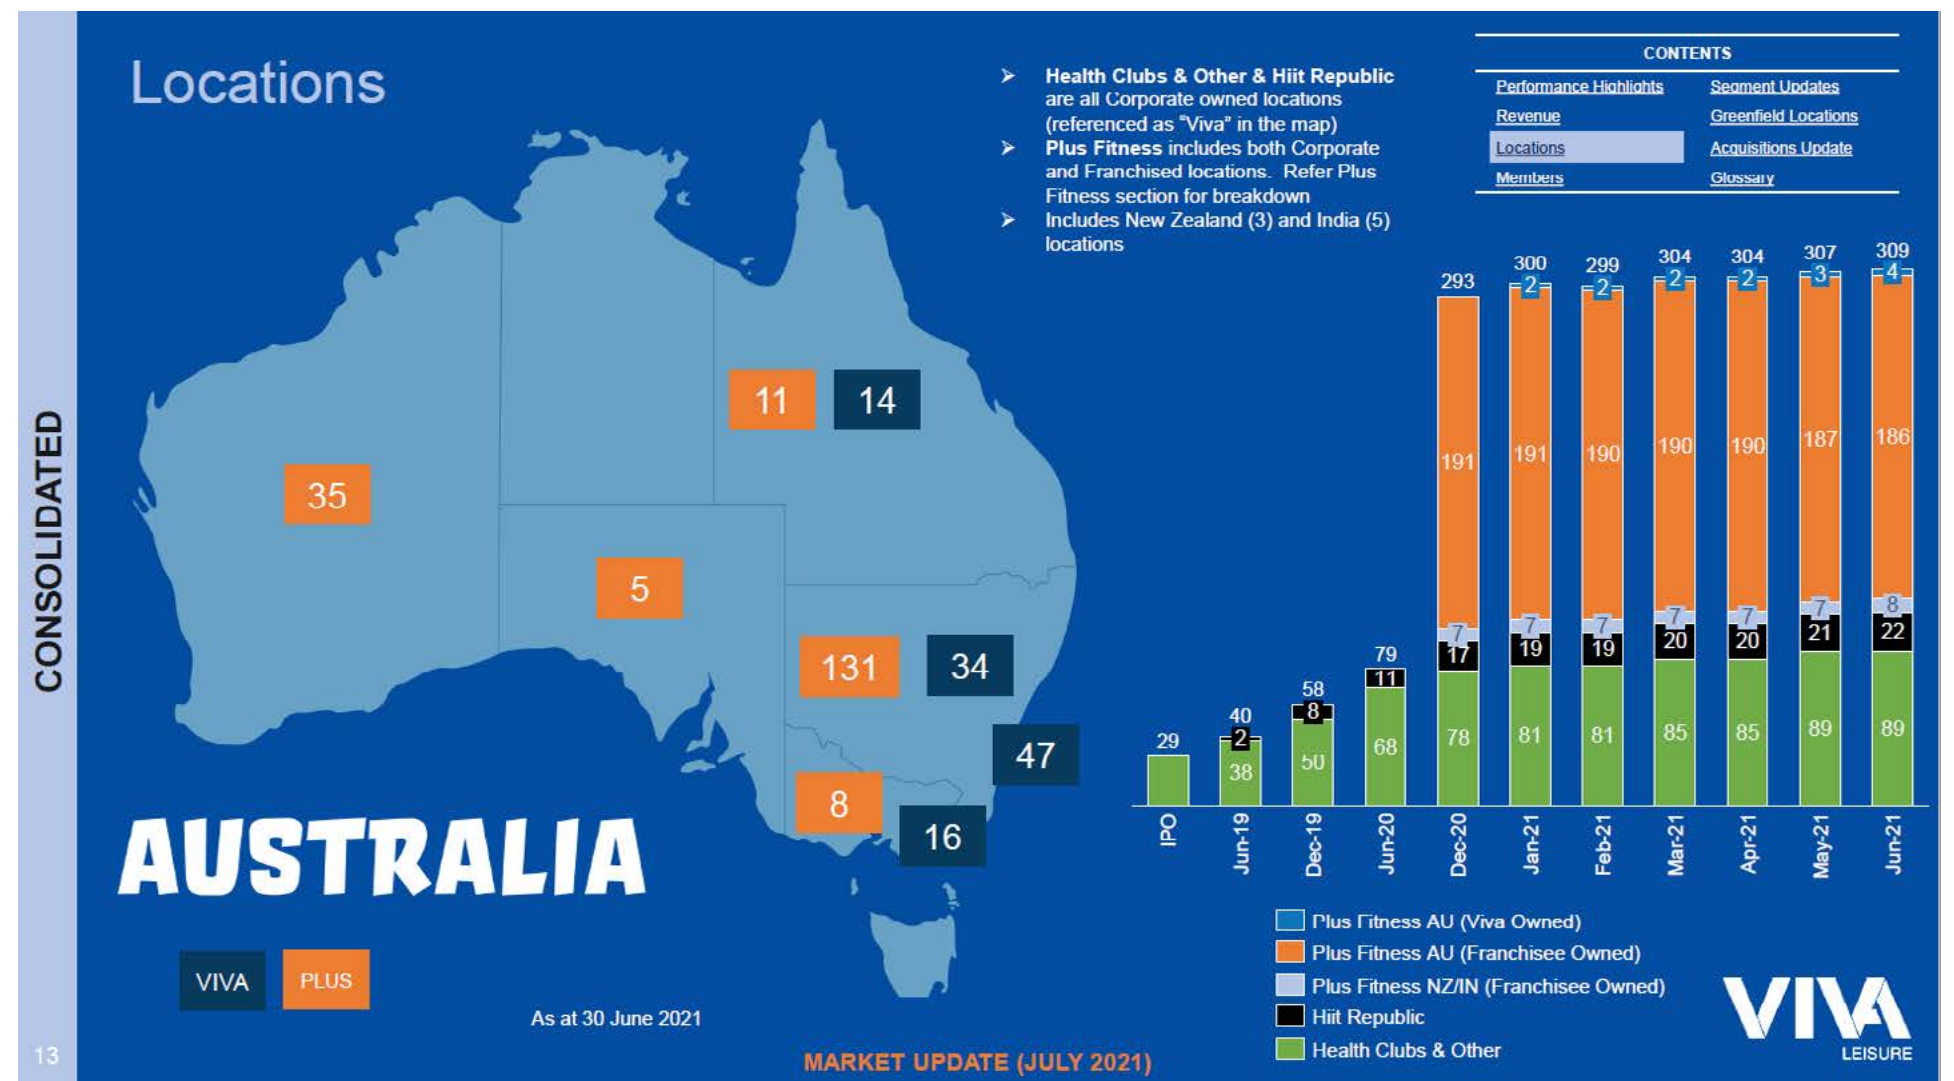 CONSOLIDATED
13
Locations
➢ Health Clubs & Other & Hiit Republic
are all Corporate owned locations
(referenced as "Viva" in the map)
➢ Plus Fitness includes both Corporate
and Franchised locations. Refer Plus
Fitness section for breakdown
➢ Includes New Zealand (3) and India (5)
locations
CONTENTS
Performance Highlights Segment Updates
Revenue Greenfield Locations
Locations Acquisitions Update
Members Glossary
11 14
35
5
131 34
47
8
16
AUSTRALIA
VIVA PLUS
As at 30 June 2021
29 40 58 79 293 300 299 304 304 307 309
2 2 2 2 3 4
191 191 190 190 190 187 186
7 7 7 7 7 7 8
2 8 11 17 19 19 20 20 21 22
38 50 68 78 81 81 85 85 89 89
IPO Jun-19 Dec-19 Jun-20 Dec-20 Jan-21 Feb-21 Mar-21 Apr-21 May-21 Jun-21
Plus Fitness AU (Viva Owned)
Plus Fitness AU (Franchisee Owned)
Plus Fitness NZ/IN (Franchisee Owned)
Hiit Republic
Health Clubs & Other
VIVA
LEISURE
MARKET UPDATE (JULY 2021)